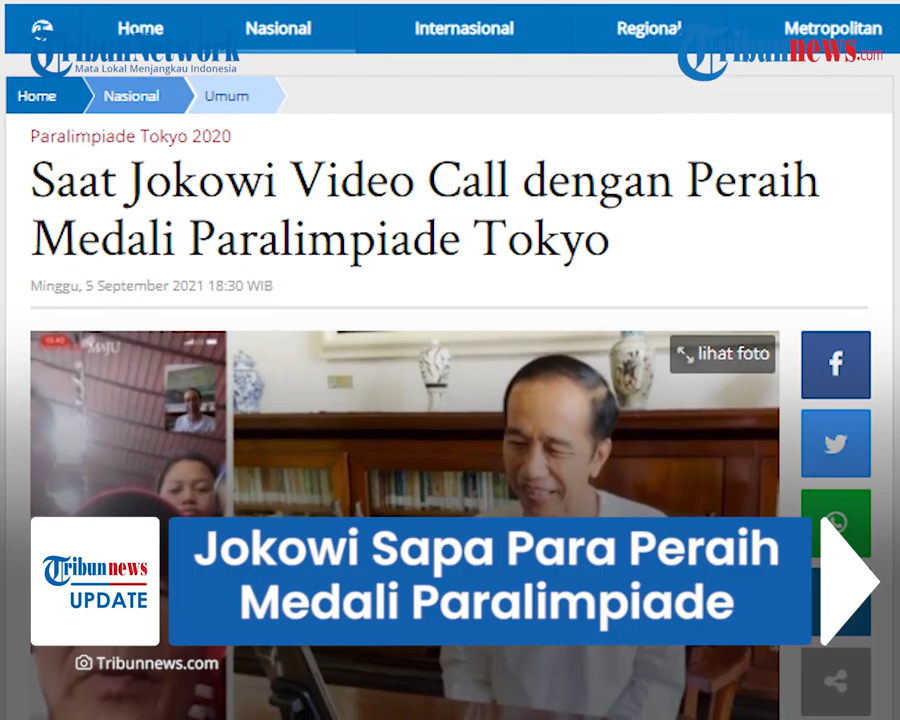 Home Nasional Internasional Regional Metropolitan
TribunNetwork
Mata Lokal Menjangkau Indonesia
Tribunnews.com
Home Nasional Umum
Paralimpiade Tokyo 2020
Saat Jokowi Video Call dengan Peraih
Medali Paralimpiade Tokyo
Minggu, 5 September 2021 18:30 WIB
13.40
MAJU
lihat foto
Tribunnews
UPDATE
Jokowi Sapa Para Peraih
Medali Paralimpiade
Tribunnews.com